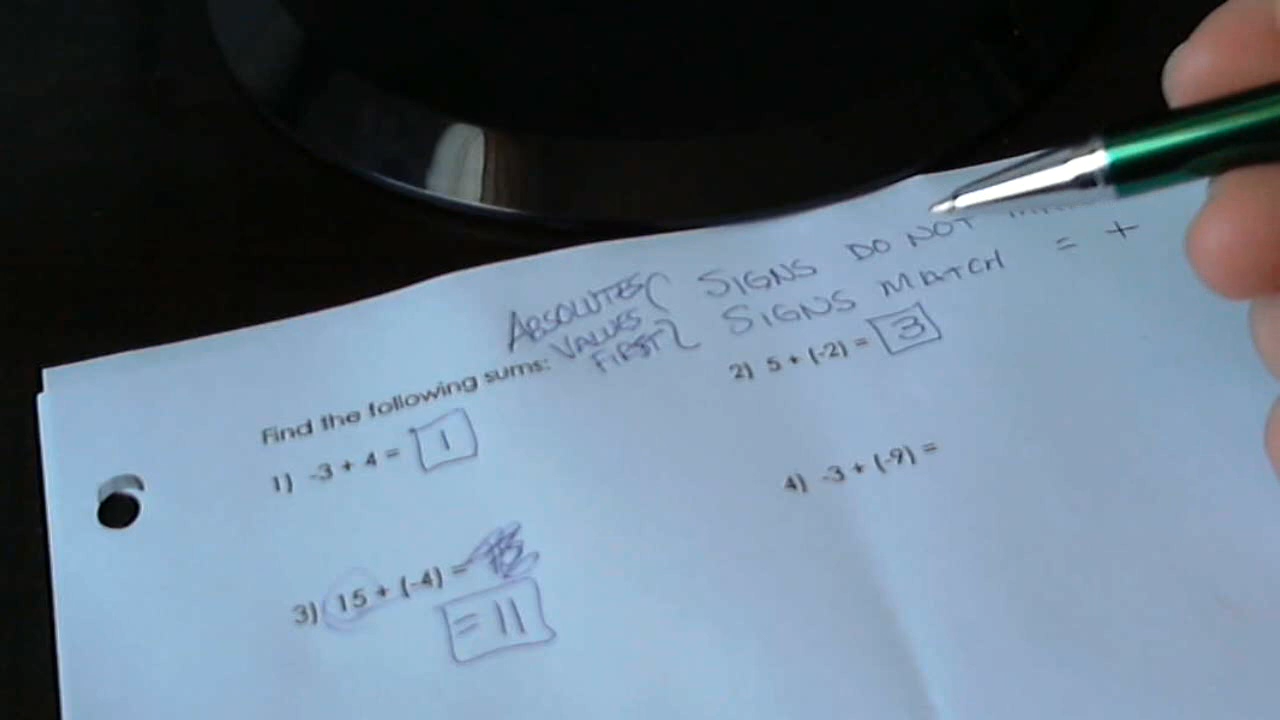 ABSOLUTE VALUES FIRST
SIGNS DO NOT
SIGNS MATCH = +
Find the following sums:
1) -3 + 4 = 1
2) 5 + (-2) = 3
3) 15 + (-4) =
= 11
4) -3 + (-9) =